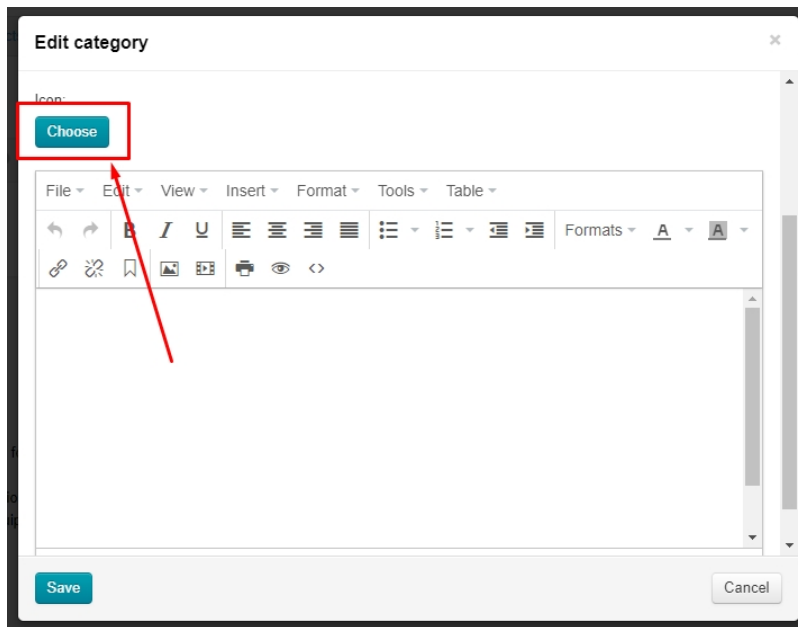 Edit category
×
Icon:
Choose
File Edit View Insert Format Tools Table
B I U Formats A A
Save Cancel